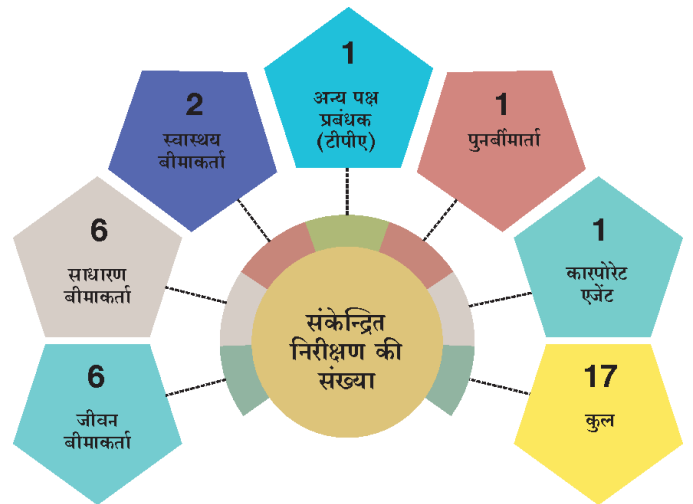 1
अन्य पक्ष
प्रबंधक
(टीपीए)
2
स्वास्थय
बीमाकर्ता
1
पुनर्बीमार्ता
6
साधारण
बीमाकर्ता
1
कारपोरेट
एजेंट
संकेन्द्रित
निरीक्षण की
संख्या
6
जीवन
बीमाकर्ता
17
कुल